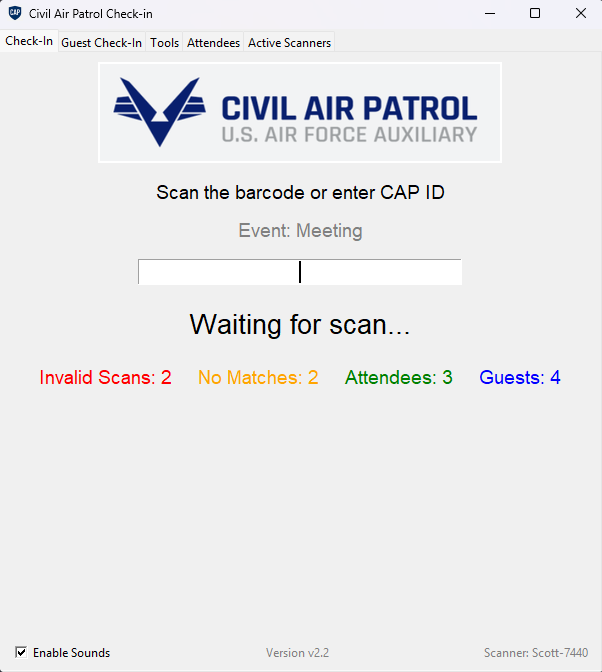 CAP
Civil Air Patrol Check-in
Check-In Guest Check-In Tools Attendees Active Scanners
CIVIL AIR PATROL
U.S. AIR FORCE AUXILIARY
Scan the barcode or enter CAP ID
Event: Meeting
Waiting for scan...
Invalid Scans: 2 No Matches: 2 Attendees: 3 Guests: 4
Enable Sounds Version v2.2 Scanner: Scott-7440